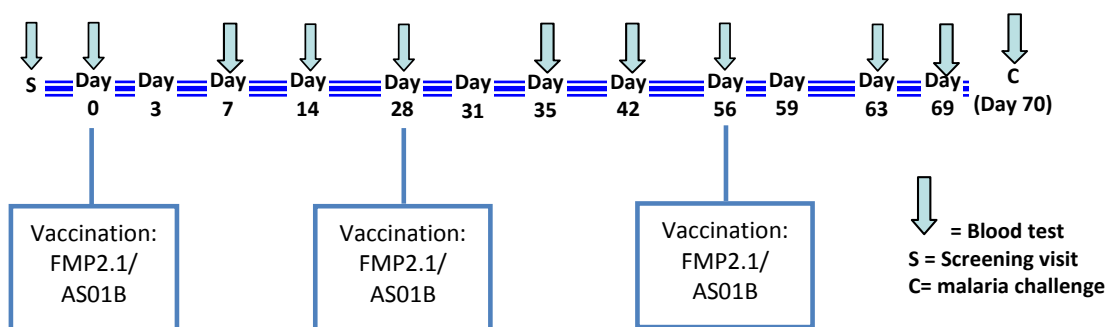 S Day Day Day Day Day Day Day Day Day Day Day Day C
0 3 7 14 28 31 35 42 56 59 63 69 (Day 70)
Vaccination:
FMP2.1/
AS01B
Vaccination:
FMP2.1/
AS01B
Vaccination:
FMP2.1/
AS01B
= Blood test
S = Screening visit
C= malaria challenge